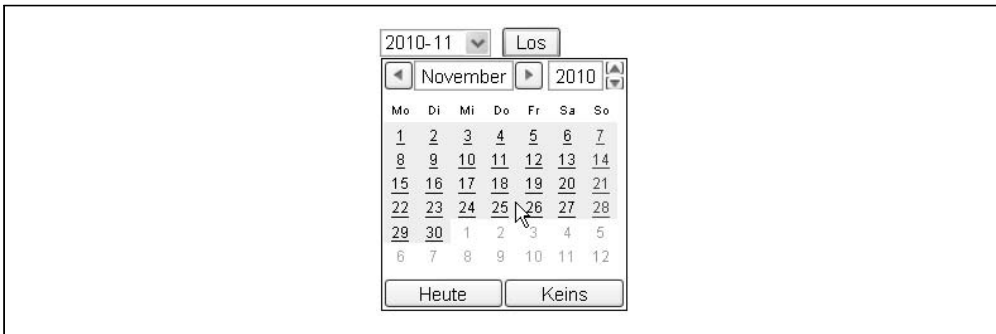 2010-11 Los
November 2010
Mo Di Mi Do Fr Sa So
1 2 3 4 5 6 7
8 9 10 11 12 13 14
15 16 17 18 19 20 21
22 23 24 25 26 27 28
29 30 1 2 3 4 5
6 7 8 9 10 11 12
Heute Keins